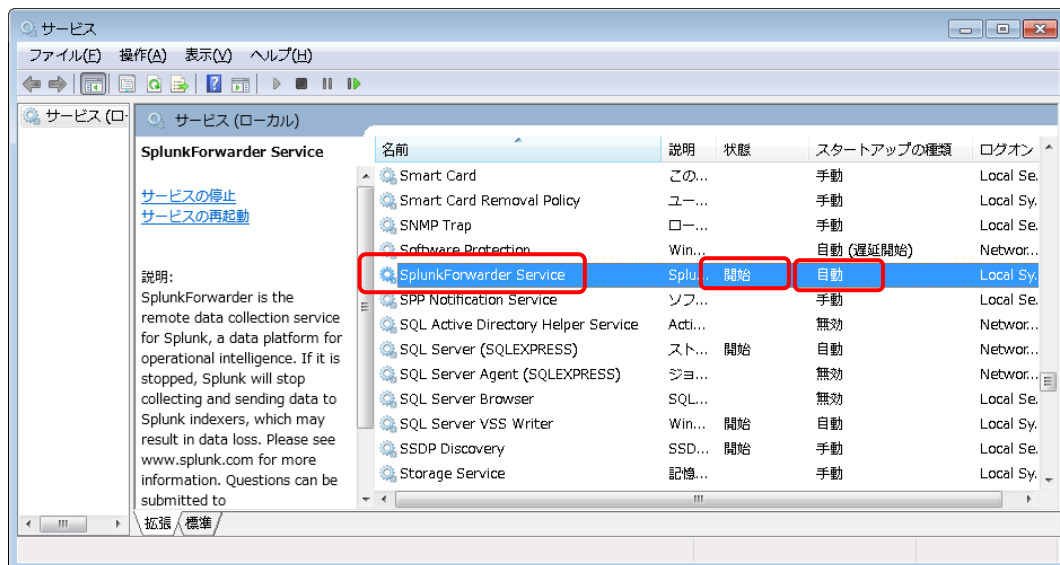 サービス
ファイル(F) 操作(A) 表示(V) ヘルプ(H)
サービス (ロ-
サービス (ローカル)
SplunkForwarder Service
サービスの停止
サービスの再起動
説明:
SplunkForwarder is the
remote data collection service
for Splunk, a data platform for
operational intelligence. If it is
stopped, Splunk will stop
collecting and sending data to
Splunk indexers, which may
result in data loss. Please see
www.splunk.com for more
information. Questions can be
submitted to
名前 説明 状態 スタートアップの種類 ログオン
Smart Card この... 手動 Local Se.
Smart Card Removal Policy ユー... 手動 Local Sy.
SNMP Trap ロー... 手動 Local Se.
Software Protection Win... 自動 (遅延開始) Networ...
SplunkForwarder Service Splu... 開始 自動 Local Sy.
SPP Notification Service ソフ... 手動 Local Se.
SQL Active Directory Helper Service Acti... 無効 Networ...
SQL Server (SQLEXPRESS) スト... 開始 自動 Networ...
SQL Server Agent (SQLEXPRESS) ジョ... 無効 Networ...
SQL Server Browser SQL... 無効 Local Se.
SQL Server VSS Writer Win... 開始 自動 Local Sy.
SSDP Discovery SSD... 開始 手動 Local Se.
Storage Service 記憶... 手動 Local Sy.
拡張 標準